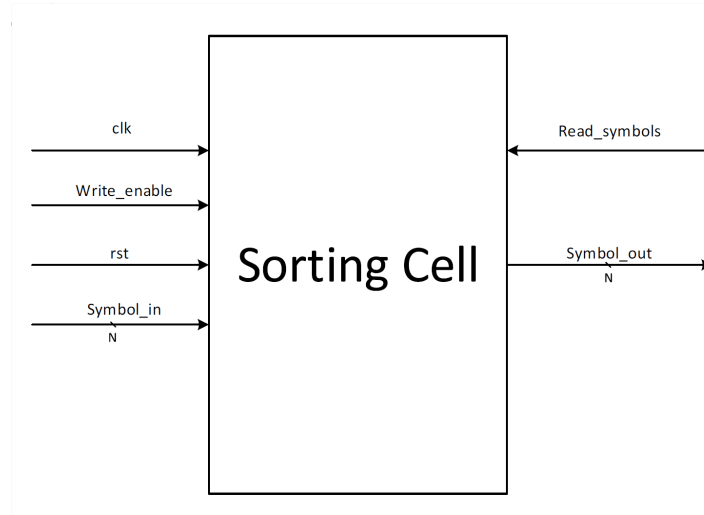 clk
Read_symbols
Write_enable
rst
Sorting Cell
Symbol_out
N
Symbol_in
N